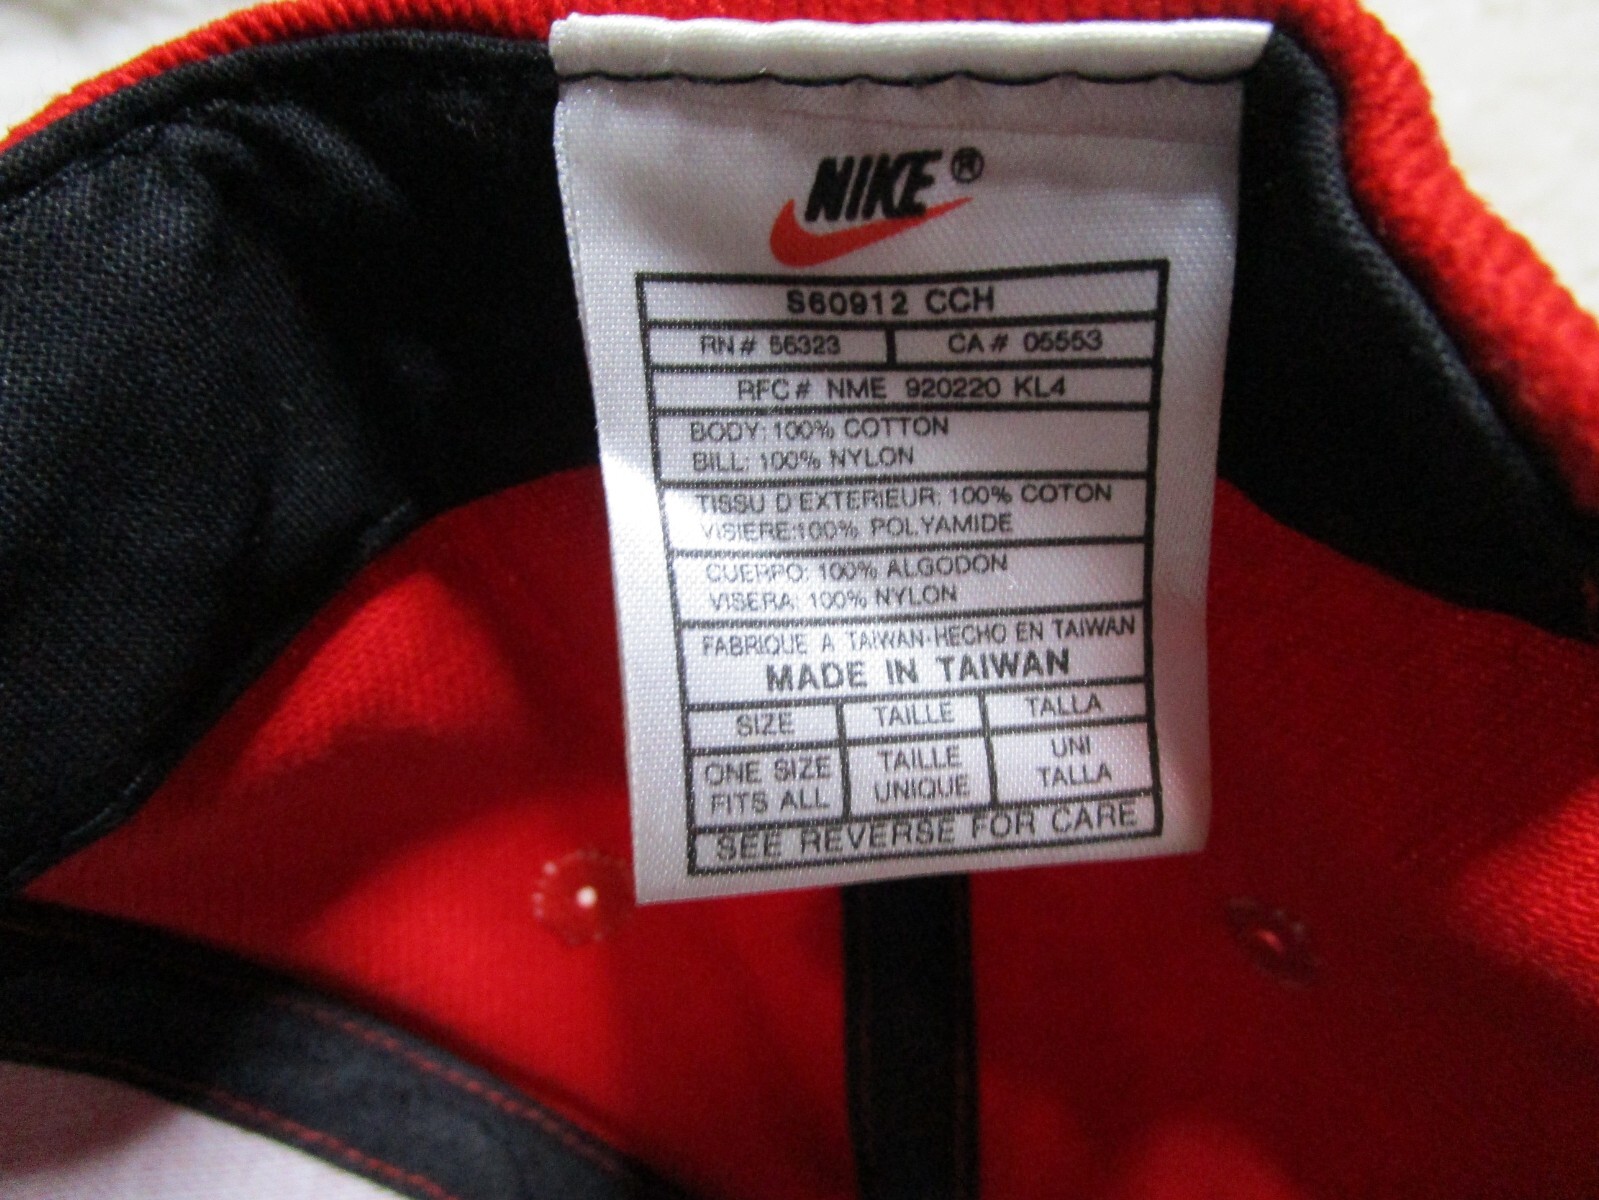 NIKE®
S60912 CCH
RN# 56323 CA# 05553
RFC# NME 920220 KL4
BODY: 100% COTTON
BILL: 100% NYLON
TISSU D'EXTERIEUR: 100% COTON
VISIERE:100% POLYAMIDE
CUERPO: 100% ALGODON
VISERA: 100% NYLON
FABRIQUE A TAIWAN-HECHO EN TAIWAN
MADE IN TAIWAN
SIZE TAILLE TALLA
ONE SIZE FITS ALL
TAILLE UNIQUE
UNI TALLA
SEE REVERSE FOR CARE